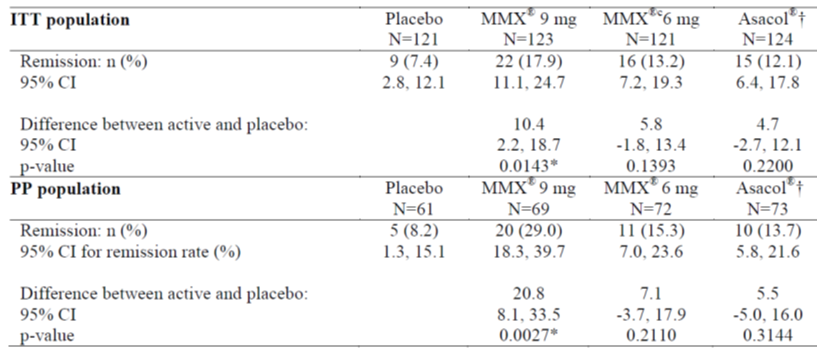 ITT population Placebo MMX® 9 mg MMX®ᶜ6 mg Asacol®†
N=121 N=123 N=121 N=124
Remission: n (%) 9 (7.4) 22 (17.9) 16 (13.2) 15 (12.1)
95% CI 2.8, 12.1 11.1, 24.7 7.2, 19.3 6.4, 17.8
Difference between active and placebo: 10.4 5.8 4.7
95% CI 2.2, 18.7 -1.8, 13.4 -2.7, 12.1
p-value 0.0143* 0.1393 0.2200
PP population Placebo MMX® 9 mg MMX® 6 mg Asacol®†
N=61 N=69 N=72 N=73
Remission: n (%) 5 (8.2) 20 (29.0) 11 (15.3) 10 (13.7)
95% CI for remission rate (%) 1.3, 15.1 18.3, 39.7 7.0, 23.6 5.8, 21.6
Difference between active and placebo: 20.8 7.1 5.5
95% CI 8.1, 33.5 -3.7, 17.9 -5.0, 16.0
p-value 0.0027* 0.2110 0.3144